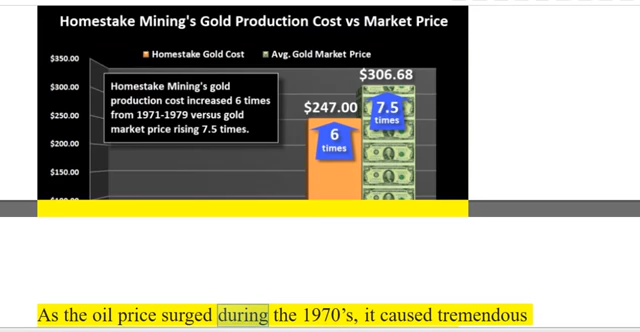 Homestake Mining's Gold Production Cost vs Market Price
Homestake Gold Cost Avg. Gold Market Price
$350.00
$306.68
Homestake Mining's gold
production cost increased 6 times
from 1971-1979 versus gold
market price rising 7.5 times.
$300.00
$247.00
7.5
times
$250.00
6
times
$200.00
$150.00
As the oil price surged during the 1970's, it caused tremendous